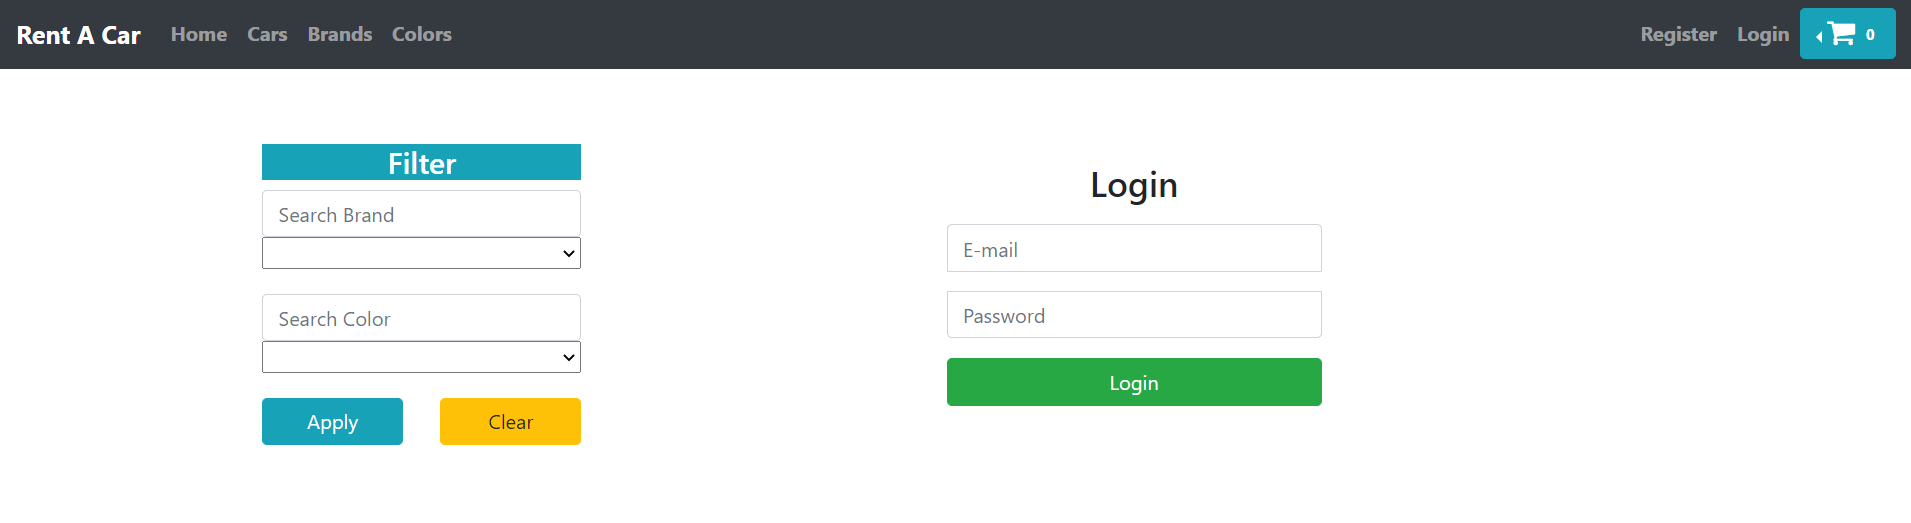 Rent A Car Home Cars Brands Colors Register Login 0
Filter
Search Brand
Search Color
Apply Clear
Login
E-mail
Password
Login